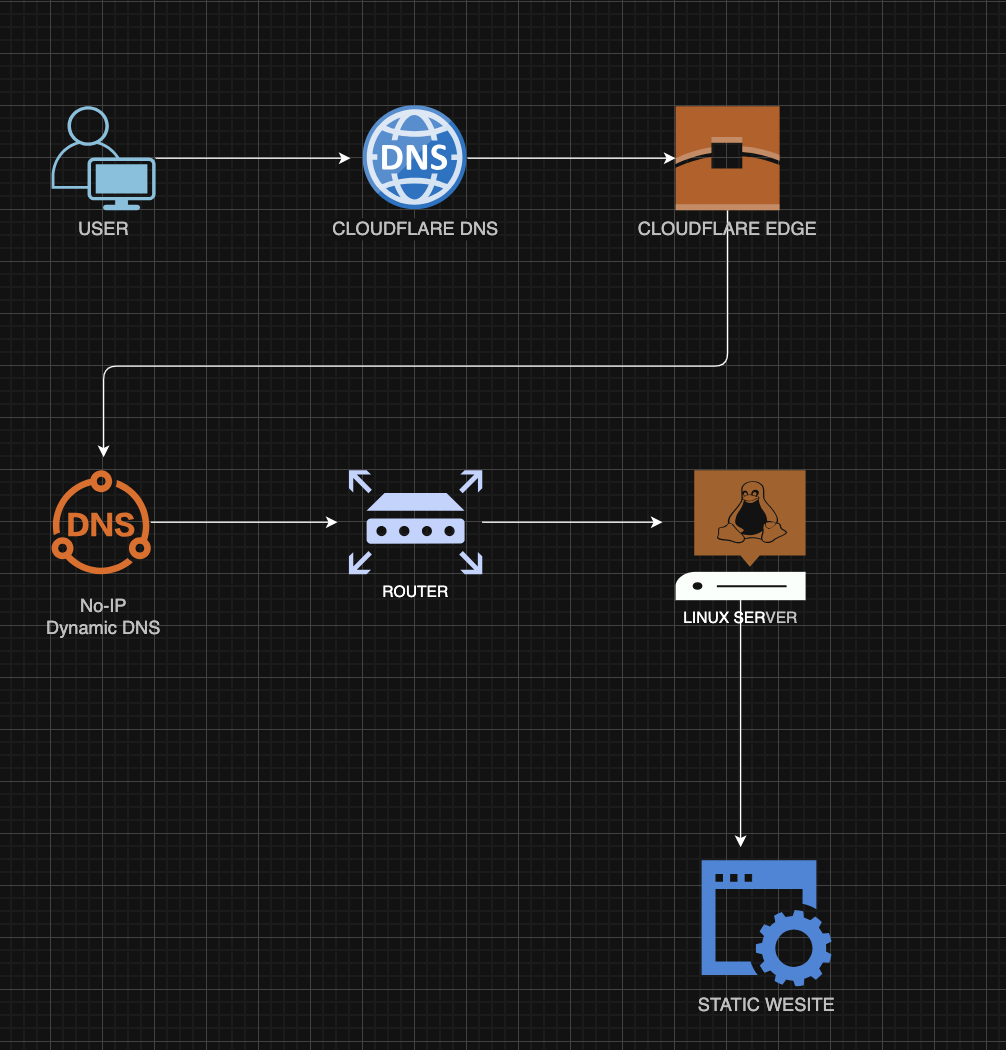 DNS
USER
CLOUDFLARE DNS
CLOUDFLARE EDGE
DNS
No-IP
Dynamic DNS
ROUTER
LINUX SERVER
STATIC WESITE